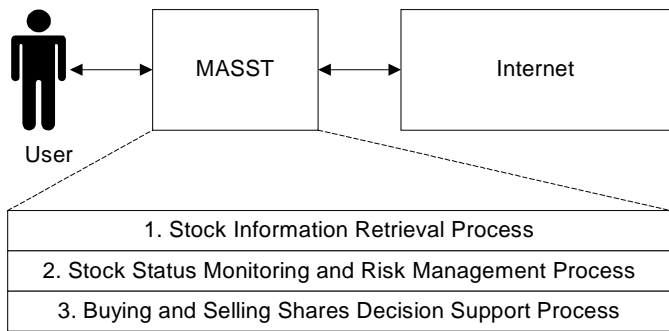 MASST
Internet
User
1. Stock Information Retrieval Process
2. Stock Status Monitoring and Risk Management Process
3. Buying and Selling Shares Decision Support Process